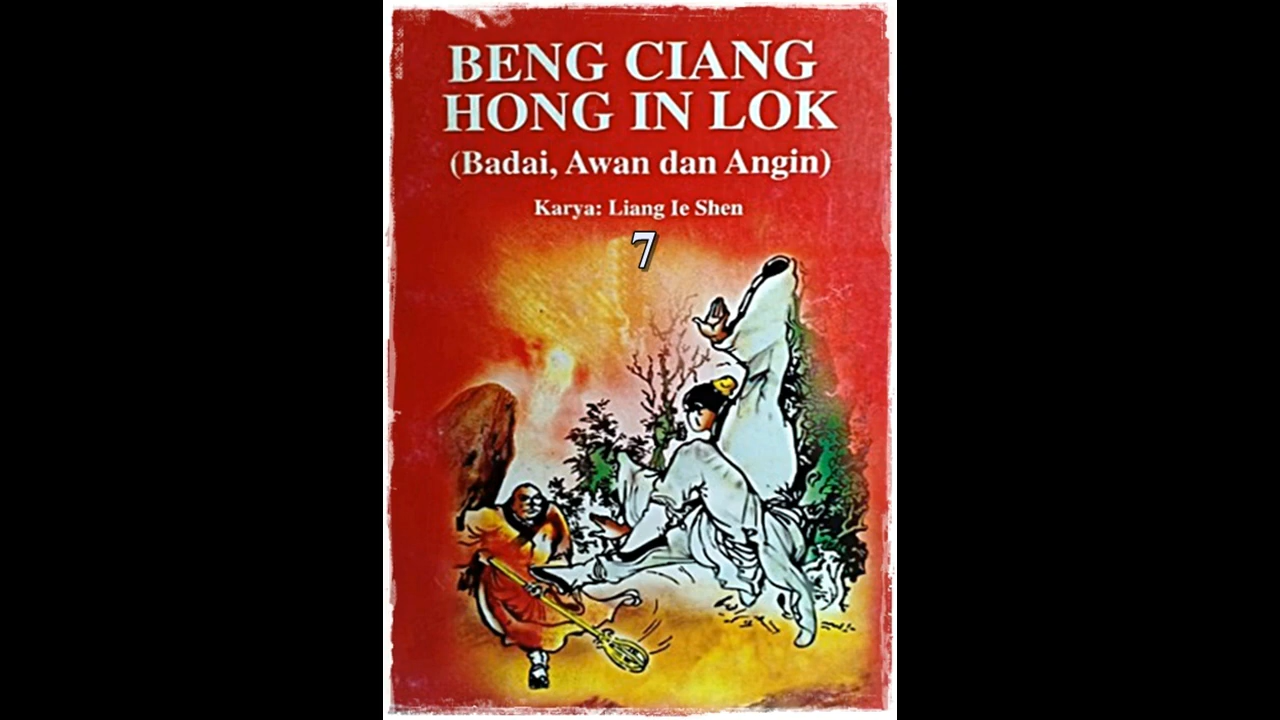 BENG CIANG
HONG IN LOK
(Badai, Awan dan Angin)
Karya: Liang Ie Shen
7